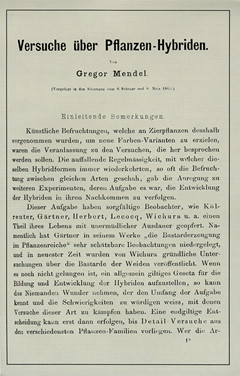 Versuche über Pflanzen-Hybriden.
Von
Gregor Mendel.
(Vorgelegt in den Sitzungen vom 8. Februar und 8. März 1865.)
Einleitende Bemerkungen.
Künstliche Befruchtungen, welche an Zierpflanzen desshalb
vorgenommen wurden, um neue Farben-Varianten zu erzielen,
waren die Veranlassung zu den Versuchen, die her besprochen
werden sollen. Die auffallende Regelmässigkeit, mit welcher die-
selben Hybridformen immer wiederkehrten, so oft die Befruch-
tung zwischen gleichen Arten geschah, gab die Anregung zu
weiteren Experimenten, deren Aufgabe es war, die Entwicklung
der Hybriden in ihren Nachkommen zu verfolgen.
Dieser Aufgabe haben sorgfältige Beobachter, wie Köl-
reuter, Gärtner, Herbert, Lecocq, Wichura u. a. einen
Theil ihres Lebens mit unermüdlicher Ausdauer geopfert. Na-
mentlich hat Gärtner in seinem Werke „die Bastarderzeugung
im Pflanzenreiche“ sehr schätzbare Beobachtungen niedergelegt,
und in neuester Zeit wurden von Wichura gründliche Unter-
suchungen über die Bastarde der Weiden veröffentlicht. Wenn
es noch nicht gelungen ist, ein allgemein giltiges Gesetz für die
Bildung und Entwicklung der Hybriden aufzustellen, so kann
das Niemanden Wunder nehmen, der den Umfang der Aufgabe
kennt und die Schwierigkeiten zu würdigen weiss, mit denen
Versuche dieser Art zu kämpfen haben. Eine endgiltige Ent-
scheidung kann erst dann erfolgen, bis Detail-Versuche aus
den verschiedensten Pflanzen-Familien vorliegen. Wer die Ar-
1*